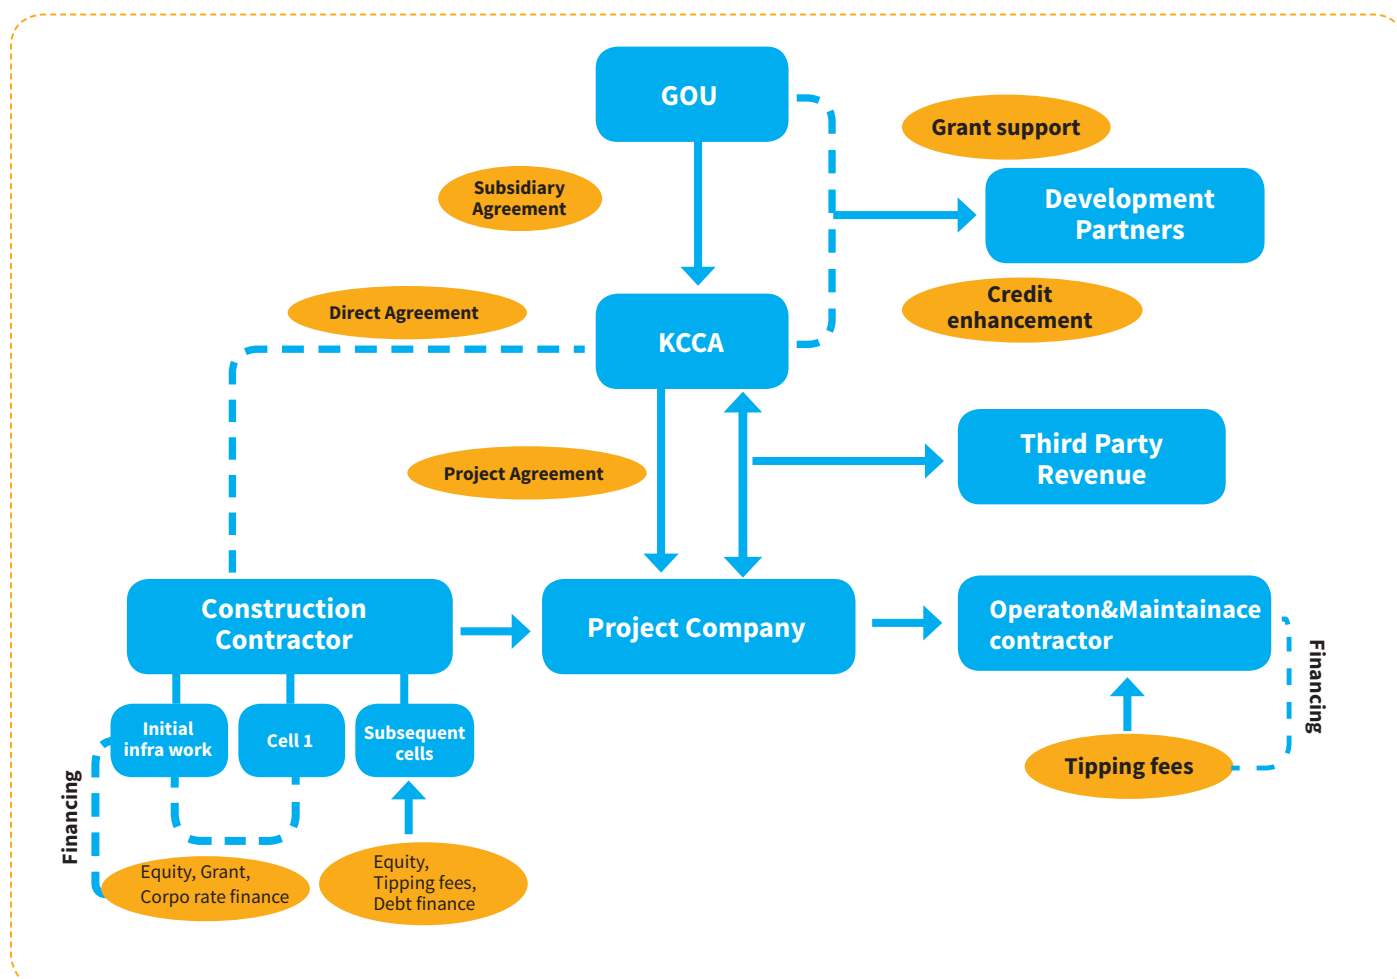 GOU
Grant support
Subsidiary
Agreement
Development
Partners
Direct Agreement
Credit
enhancement
KCCA
Third Party
Revenue
Project Agreement
Construction
Contractor
Project Company
Operaton&Maintainace
contractor
Financing
Initial
infra work
Cell 1
Subsequent
cells
Tipping fees
Financing
Equity, Grant,
Corpo rate finance
Equity,
Tipping fees,
Debt finance